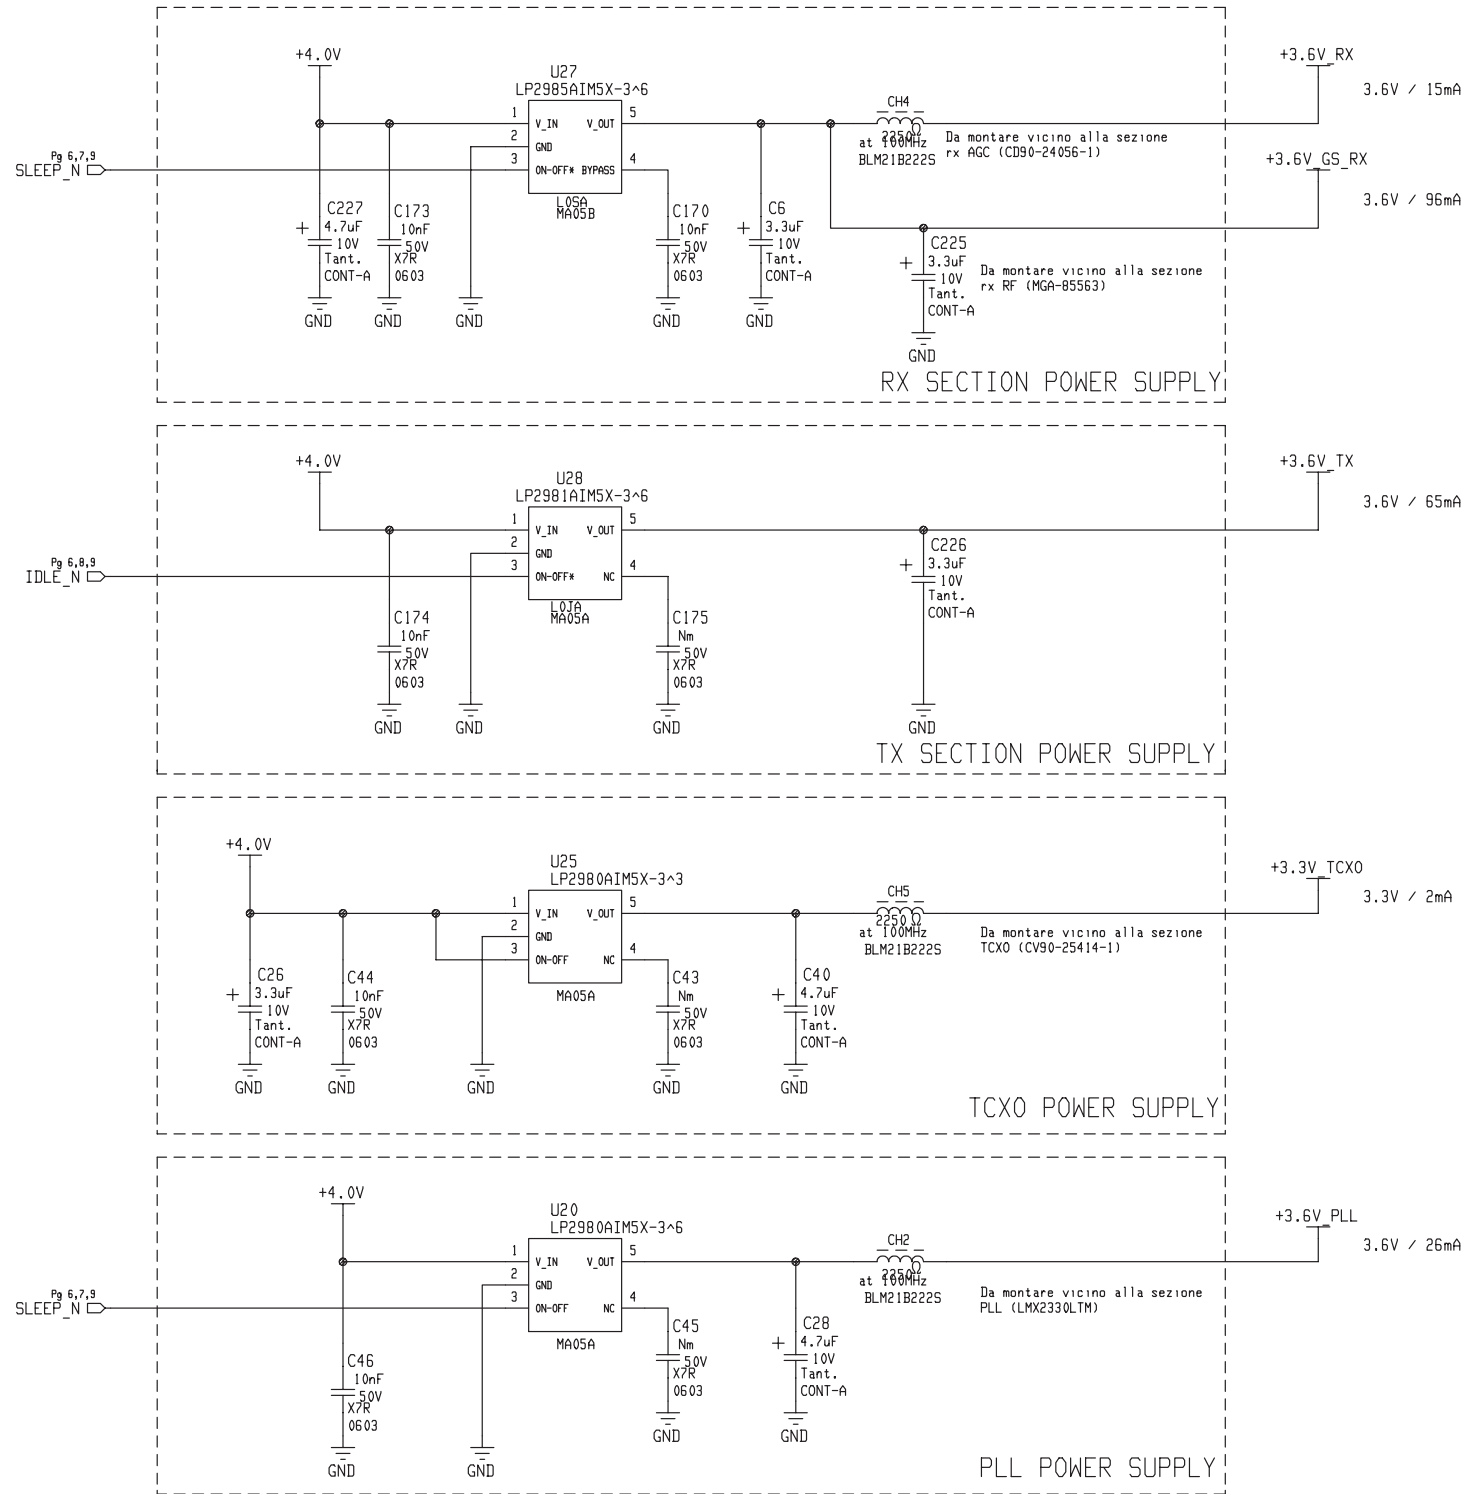 +4.0V
U27
LP2985AIM5X-3^6
1
V_IN
V_OUT
5
2
GND
3
ON-OFF*
BYPASS
4
L0SA
MA05B
Pg 6,7,9
SLEEP_N
C227
4.7uF
10V
Tant.
CONT-A
GND
C173
10nF
50V
X7R
0603
GND
GND
C170
10nF
50V
X7R
0603
GND
C6
3.3uF
10V
Tant.
CONT-A
GND
CH4
2250Ω
at 100MHz
BLM21B222S
Da montare vicino alla sezione
rx AGC (CD90-24056-1)
C225
3.3uF
10V
Tant.
CONT-A
GND
Da montare vicino alla sezione
rx RF (MGA-85563)
+3.6V_RX
3.6V / 15mA
+3.6V_GS_RX
3.6V / 96mA
RX SECTION POWER SUPPLY
+4.0V
U28
LP2981AIM5X-3^6
1
V_IN
V_OUT
5
2
GND
3
ON-OFF*
NC
4
L0JA
MA05A
Pg 6,8,9
IDLE_N
C174
10nF
50V
X7R
0603
GND
GND
C175
Nm
50V
X7R
0603
GND
C226
3.3uF
10V
Tant.
CONT-A
GND
+3.6V_TX
3.6V / 65mA
TX SECTION POWER SUPPLY
+4.0V
U25
LP2980AIM5X-3^3
1
V_IN
V_OUT
5
2
GND
3
ON-OFF
NC
4
MA05A
C26
3.3uF
10V
Tant.
CONT-A
GND
C44
10nF
50V
X7R
0603
GND
GND
C43
Nm
50V
X7R
0603
GND
C40
4.7uF
10V
Tant.
CONT-A
GND
CH5
2250 Ω
at 100MHz
BLM21B222S
Da montare vicino alla sezione
TCXO (CV90-25414-1)
+3.3V_TCXO
3.3V / 2mA
TCXO POWER SUPPLY
+4.0V
U20
LP2980AIM5X-3^6
1
V_IN
V_OUT
5
2
GND
3
ON-OFF
NC
4
MA05A
Pg 6,7,9
SLEEP_N
C46
10nF
50V
X7R
0603
GND
GND
C45
Nm
50V
X7R
0603
GND
C28
4.7uF
10V
Tant.
CONT-A
GND
CH2
2250Ω
at 100MHz
BLM21B222S
Da montare vicino alla sezione
PLL (LMX2330LTM)
+3.6V_PLL
3.6V / 26mA
PLL POWER SUPPLY